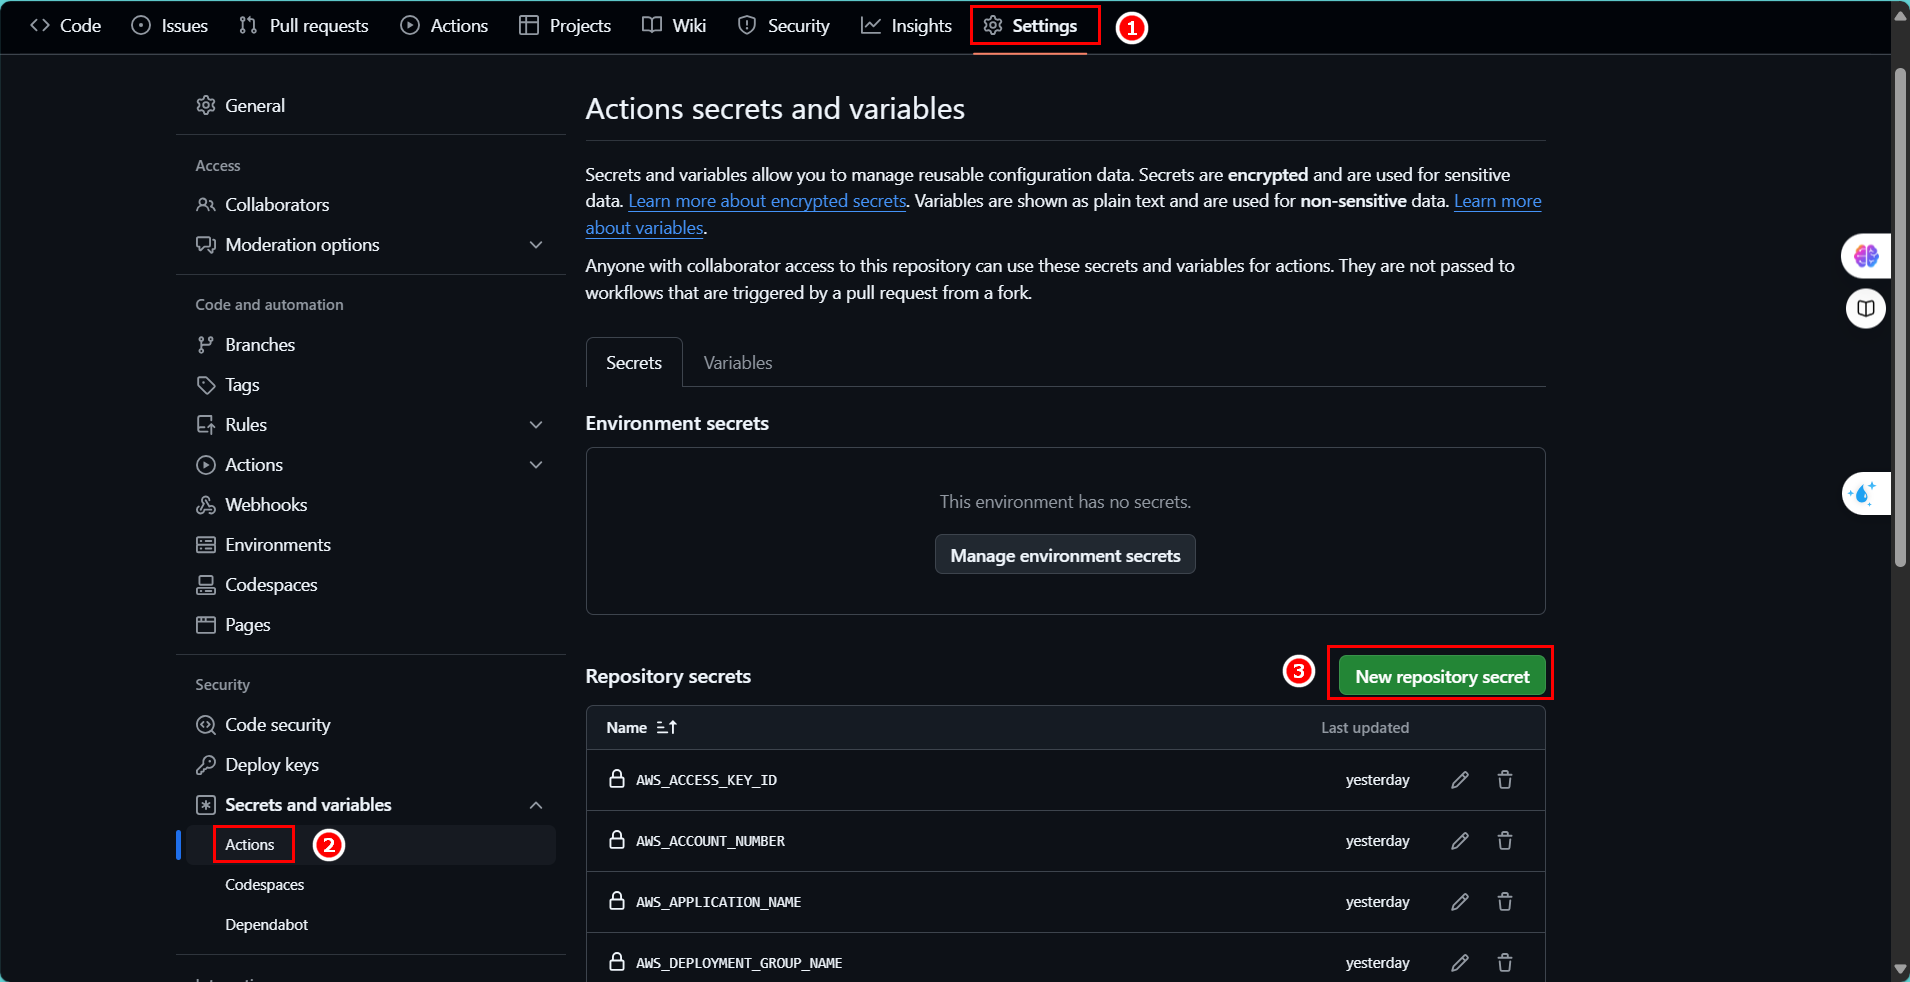 Code Issues Pull requests Actions Projects Wiki Security Insights Settings 1
General
Access
Collaborators
Moderation options
Code and automation
Branches
Tags
Rules
Actions
Webhooks
Environments
Codespaces
Pages
Security
Code security
Deploy keys
Secrets and variables
Actions 2
Codespaces
Dependabot
Actions secrets and variables
Secrets and variables allow you to manage reusable configuration data. Secrets are encrypted and are used for sensitive
data. Learn more about encrypted secrets. Variables are shown as plain text and are used for non-sensitive data. Learn more
about variables.
Anyone with collaborator access to this repository can use these secrets and variables for actions. They are not passed to
workflows that are triggered by a pull request from a fork.
Secrets Variables
Environment secrets
This environment has no secrets.
Manage environment secrets
Repository secrets 3 New repository secret
Name Last updated
AWS_ACCESS_KEY_ID yesterday
AWS_ACCOUNT_NUMBER yesterday
AWS_APPLICATION_NAME yesterday
AWS_DEPLOYMENT_GROUP_NAME yesterday